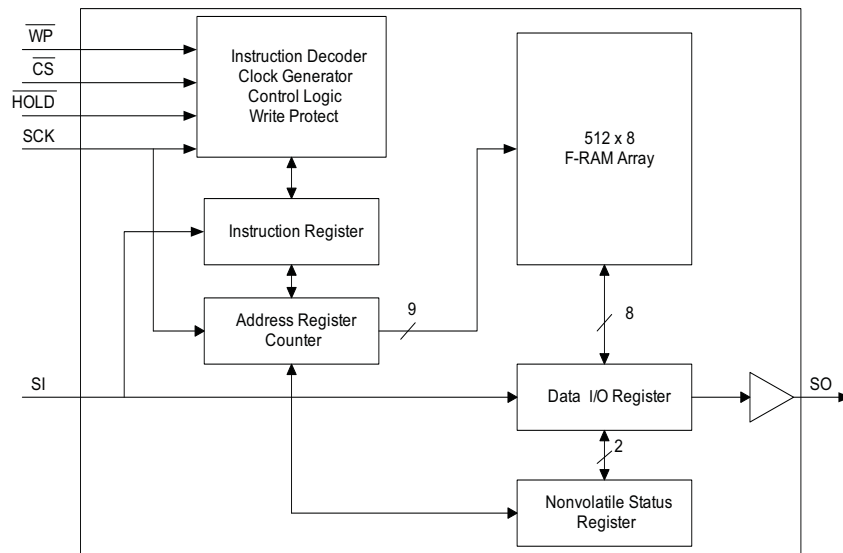 WP
CS
HOLD
SCK
Instruction Decoder
Clock Generator
Control Logic
Write Protect
512 x 8
F-RAM Array
Instruction Register
Address Register
Counter
9
8
SI
Data I/O Register
SO
2
Nonvolatile Status
Register